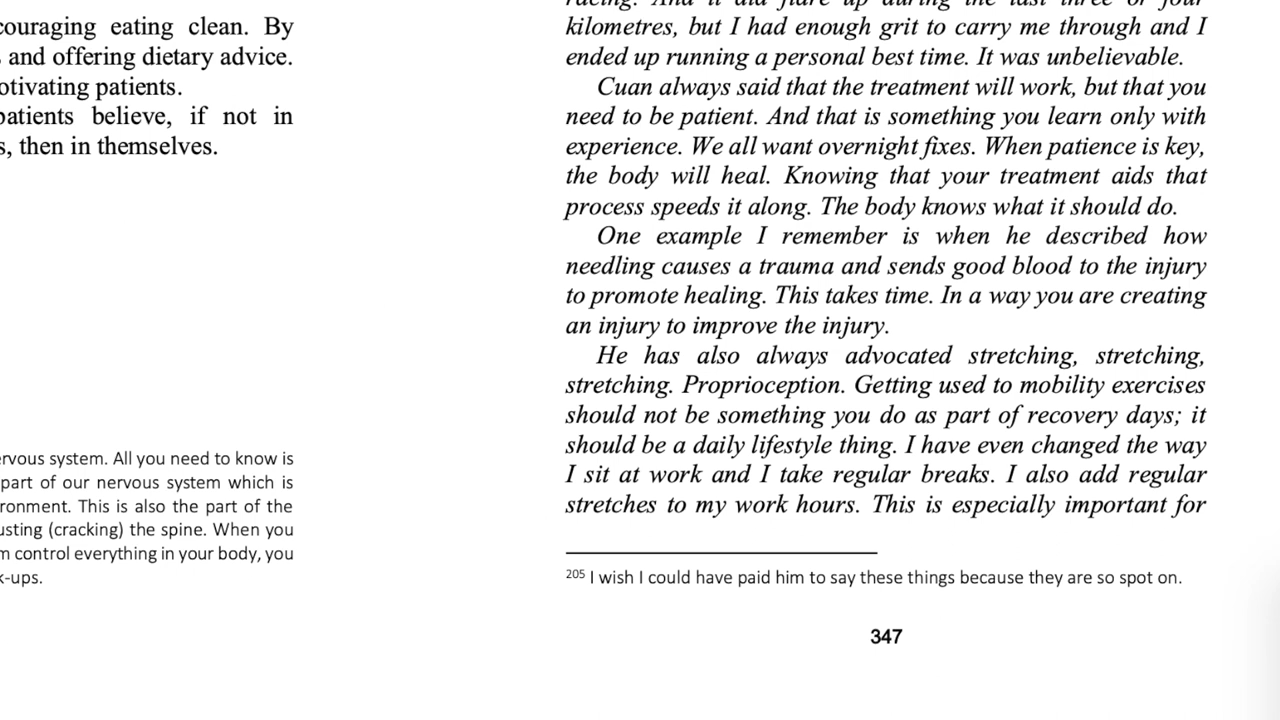 couraging eating clean. By
and offering dietary advice.
otivating patients.
patients believe, if not in
s, then in themselves.
ervous system. All you need to know is
part of our nervous system which is
ronment. This is also the part of the
usting (cracking) the spine. When you
m control everything in your body, you
k-ups.
racing. And it did flare up during the last three or four
kilometres, but I had enough grit to carry me through and I
ended up running a personal best time. It was unbelievable.
Cuan always said that the treatment will work, but that you
need to be patient. And that is something you learn only with
experience. We all want overnight fixes. When patience is key,
the body will heal. Knowing that your treatment aids that
process speeds it along. The body knows what it should do.
One example I remember is when he described how
needling causes a trauma and sends good blood to the injury
to promote healing. This takes time. In a way you are creating
an injury to improve the injury.
He has also always advocated stretching, stretching,
stretching. Proprioception. Getting used to mobility exercises
should not be something you do as part of recovery days; it
should be a daily lifestyle thing. I have even changed the way
I sit at work and I take regular breaks. I also add regular
stretches to my work hours. This is especially important for
205 I wish I could have paid him to say these things because they are so spot on.
347